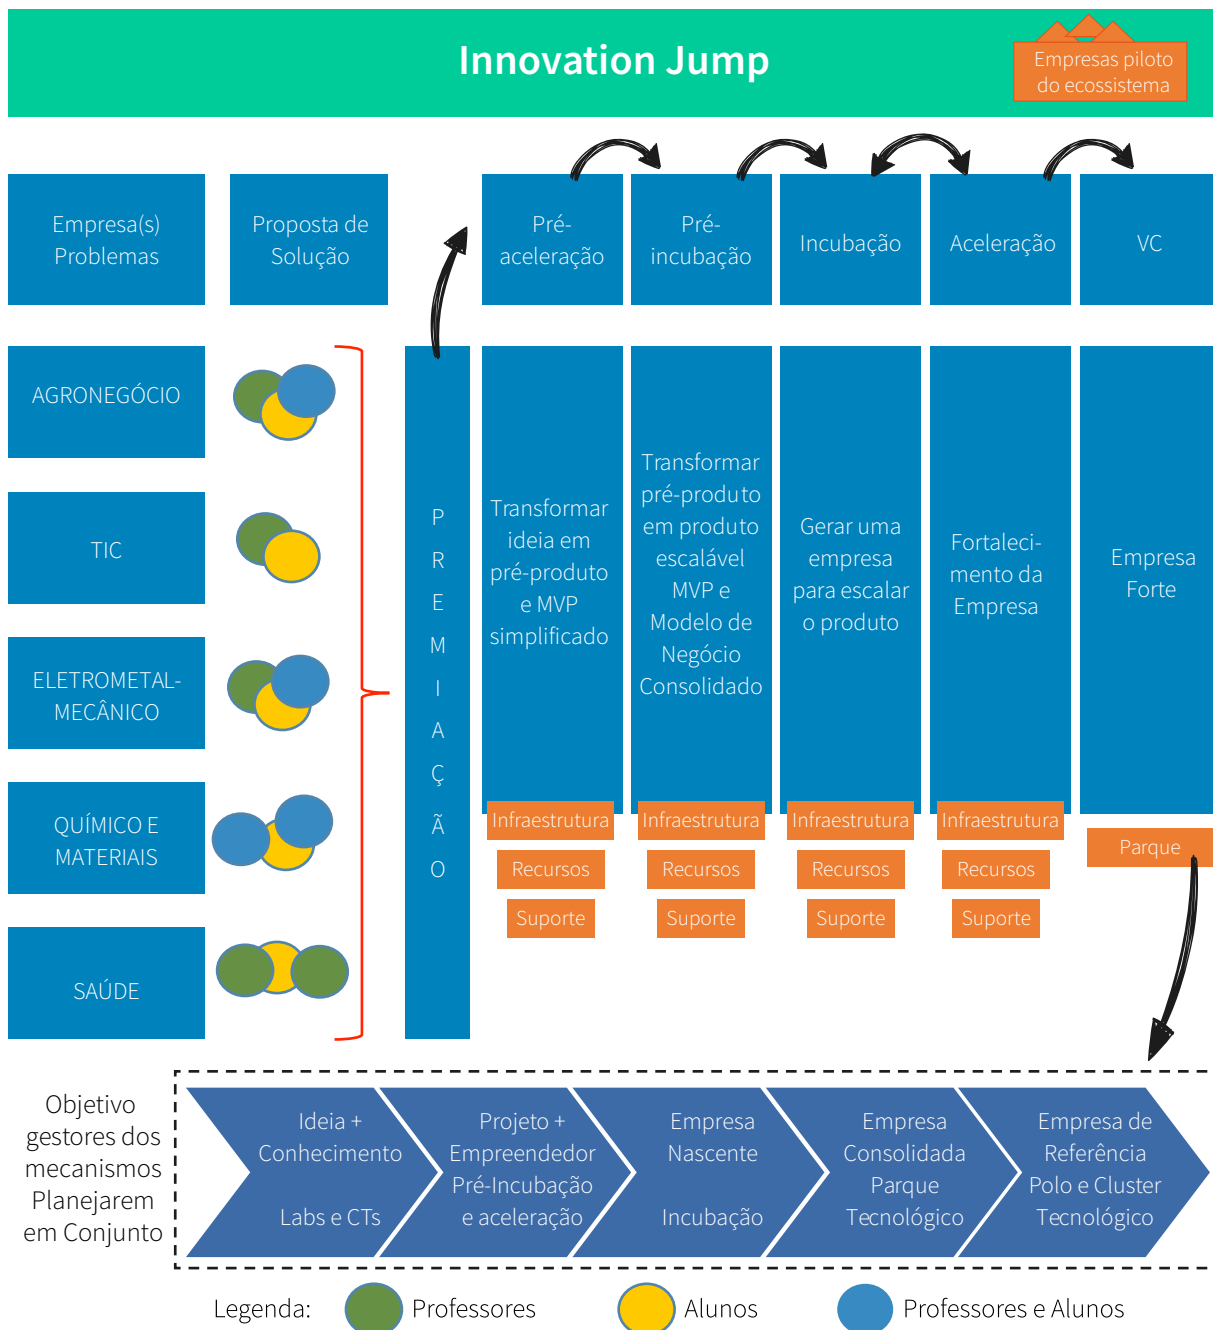 Innovation Jump
Empresas piloto
do ecossistema
Empresa(s)
Problemas
Proposta de
Solução
Pré-
aceleração
Pré-
incubação
Incubação
Aceleração
VC
AGRONEGÓCIO
TIC
ELETROMETAL-
MECÂNICO
QUÍMICO E
MATERIAIS
SAÚDE
P
R
E
M
I
A
Ç
Ã
O
Transformar
ideia em
pré-produto
e MVP
simplificado
Transformar
pré-produto
em produto
escalável
MVP e
Modelo de
Negócio
Consolidado
Gerar uma
empresa
para escalar
o produto
Fortaleci-
mento da
Empresa
Empresa
Forte
Infraestrutura
Recursos
Suporte
Infraestrutura
Recursos
Suporte
Infraestrutura
Recursos
Suporte
Infraestrutura
Recursos
Suporte
Parque
Objetivo
gestores dos
mecanismos
Planejarem
em Conjunto
Ideia +
Conhecimento
Labs e CTs
Projeto +
Empreendedor
Pré-Incubação
e aceleração
Empresa
Nascente
Incubação
Empresa
Consolidada
Parque
Tecnológico
Empresa de
Referência
Polo e Cluster
Tecnológico
Legenda:
Professores
Alunos
Professores e Alunos